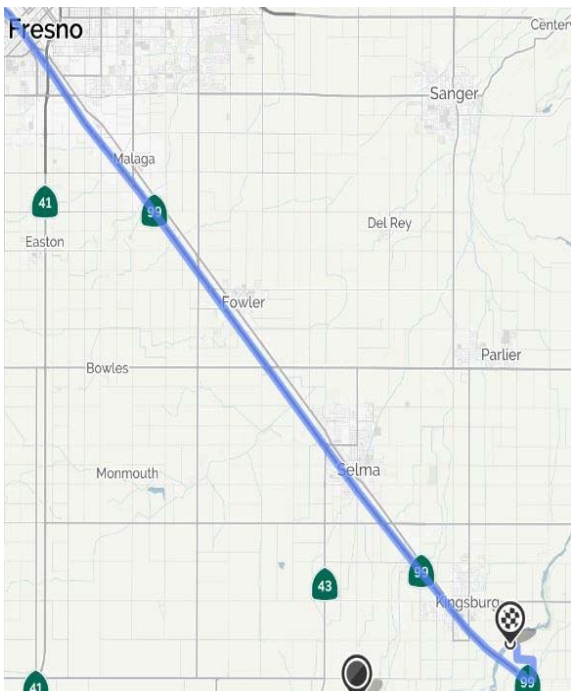 Fresno
Center
Sanger
Malaga
41
99
Del Rey
Easton
Fowler
Parlier
Bowles
Selma
Monmouth
99
43
Kingsburg
99
41